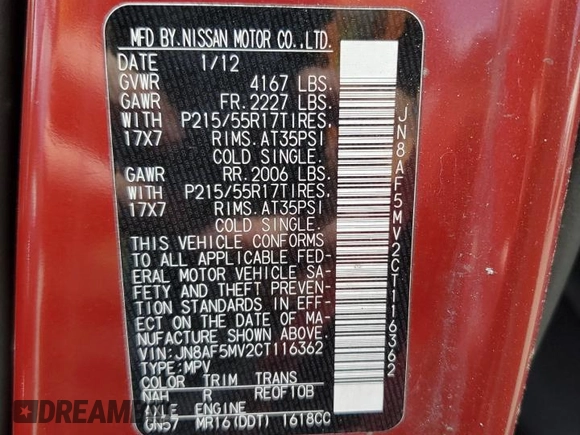 MFD BY.NISSAN MOTOR CO.,LTD.
DATE 1/12
GVWR 4167 LBS.
GAWR FR.2227 LBS.
WITH P215/55R17TIRES,
17X7 RIMS.AT35PSI
COLD SINGLE.
GAWR RR.2006 LBS.
WITH P215/55R17TIRES,
17X7 RIMS.AT35PSI
COLD SINGLE.
THIS VEHICLE CONFORMS
TO ALL APPLICABLE FED-
ERAL MOTOR VEHICLE SA-
FETY AND THEFT PREVEN-
TION STANDARDS IN EFF-
ECT ON THE DATE OF MA-
NUFACTURE SHOWN ABOVE.
VIN:JN8AF5MV2CT116362
TYPE:MPV
COLOR TRIM TRANS
NAH R REOF10B
AXLE ENGINE
GN57 MR16(DDT) 1618CC
JN8AF5MV2CT116362